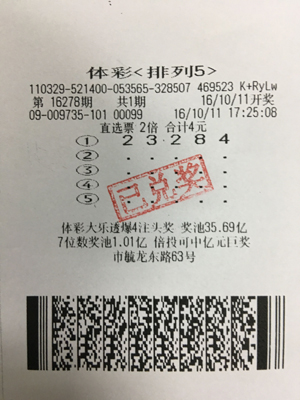 体彩<排列5>
110329-521400-053565-328507 469523 K+RyLw
第 16278期 共1期 16/10/11开奖
09-009735-101 00099 16/10/11 17:25:08
直选票 2倍 合计4元
① 2 3 2 8 4
② . . . . .
③ . . . . .
④ . . . . .
⑤ . . . . .
已兑奖
体彩大乐透爆4注头奖 奖池35.69亿
7位数奖池1.01亿 倍投可中亿元巨奖
市毓龙东路63号